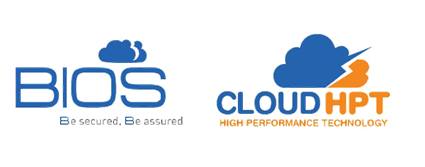 BIOS
Be secured, Be assured
CLOUD HPT
HIGH PERFORMANCE TECHNOLOGY